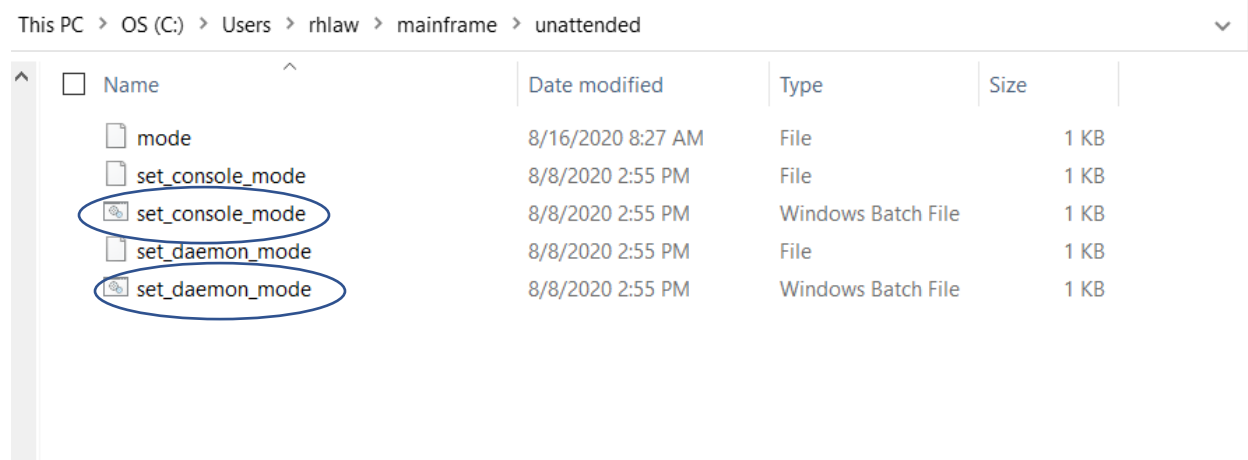 This PC > OS (C:) > Users > rhlaw > mainframe > unattended
Name Date modified Type Size
mode 8/16/2020 8:27 AM File 1 KB
set_console_mode 8/8/2020 2:55 PM File 1 KB
set_console_mode 8/8/2020 2:55 PM Windows Batch File 1 KB
set_daemon_mode 8/8/2020 2:55 PM File 1 KB
set_daemon_mode 8/8/2020 2:55 PM Windows Batch File 1 KB